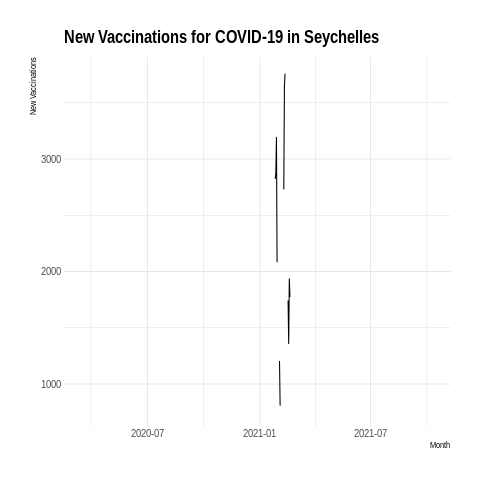 New Vaccinations for COVID-19 in Seychelles
New Vaccinations
3000
2000
1000
2020-07
2021-01
2021-07
Month